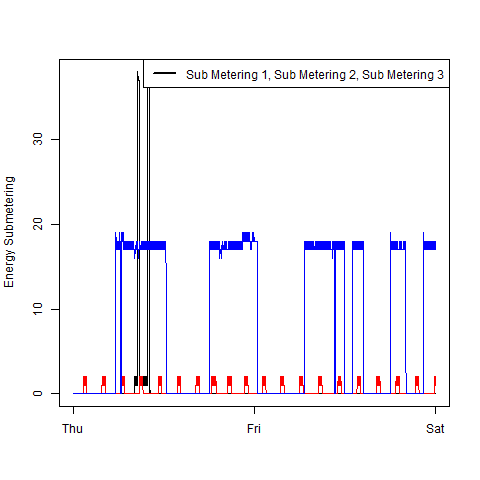 Sub Metering 1, Sub Metering 2, Sub Metering 3
Energy Submetering
30
20
10
0
Thu Fri Sat